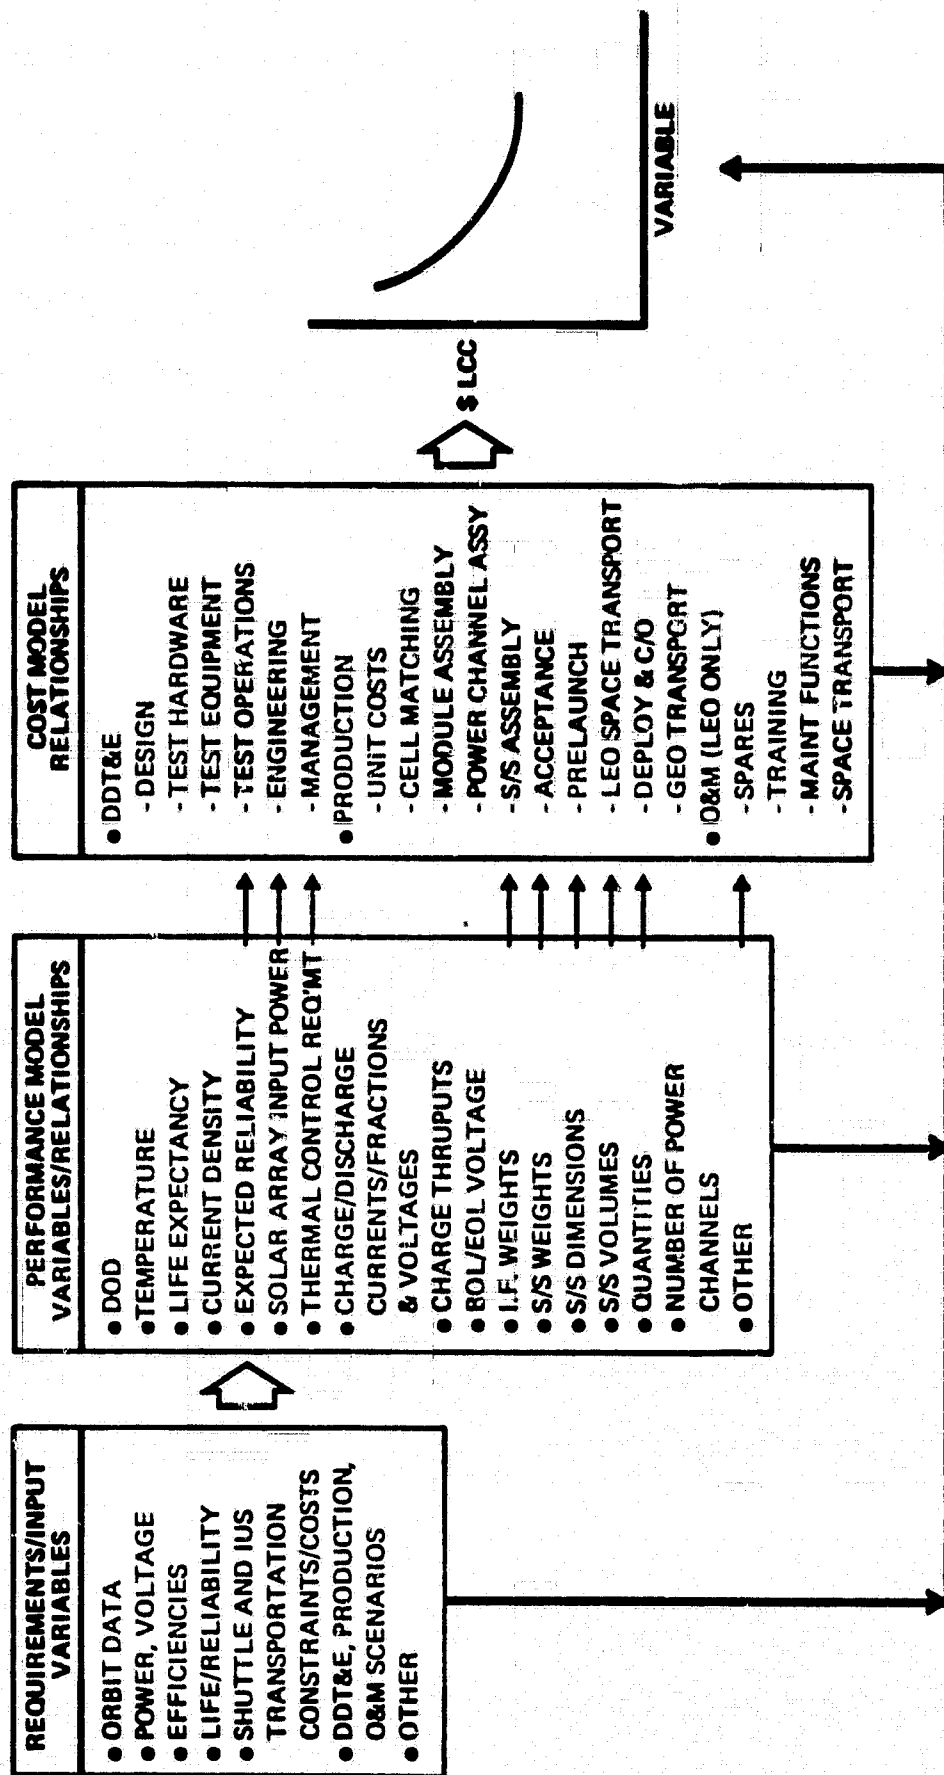 REQUIREMENTS/INPUT
VARIABLES
● ORBIT DATA
● POWER, VOLTAGE
● EFFICIENCIES
● LIFE/RELIABILITY
● SHUTTLE AND IUS
TRANSPORTATION
CONSTRAINTS/COSTS
● DDT&E, PRODUCTION,
O&M SCENARIOS
● OTHER
PERFORMANCE MODEL
VARIABLES/RELATIONSHIPS
● DOD
● TEMPERATURE
● LIFE EXPECTANCY
● CURRENT DENSITY
● EXPECTED RELIABILITY
● SOLAR ARRAY INPUT POWER
● THERMAL CONTROL REQ'MT
● CHARGE/DISCHARGE
CURRENTS/FRACTIONS
& VOLTAGES
● CHARGE THRUPUTS
● BOL/EOL VOLTAGE
● I.F. WEIGHTS
● S/S WEIGHTS
● S/S DIMENSIONS
● S/S VOLUMES
● QUANTITIES
● NUMBER OF POWER
CHANNELS
● OTHER
COST MODEL
RELATIONSHIPS
● DDT&E
- DESIGN
- TEST HARDWARE
- TEST EQUIPMENT
- TEST OPERATIONS
- ENGINEERING
- MANAGEMENT
● PRODUCTION
- UNIT COSTS
- CELL MATCHING
- MODULE ASSEMBLY
- POWER CHANNEL ASSY
- S/S ASSEMBLY
- ACCEPTANCE
- PRELAUNCH
- LEO SPACE TRANSPORT
- DEPLOY & C/O
- GEO TRANSPORT
● O&M (LEO ONLY)
- SPARES
- TRAINING
- MAINT FUNCTIONS
- SPACE TRANSPORT
$ LCC
VARIABLE